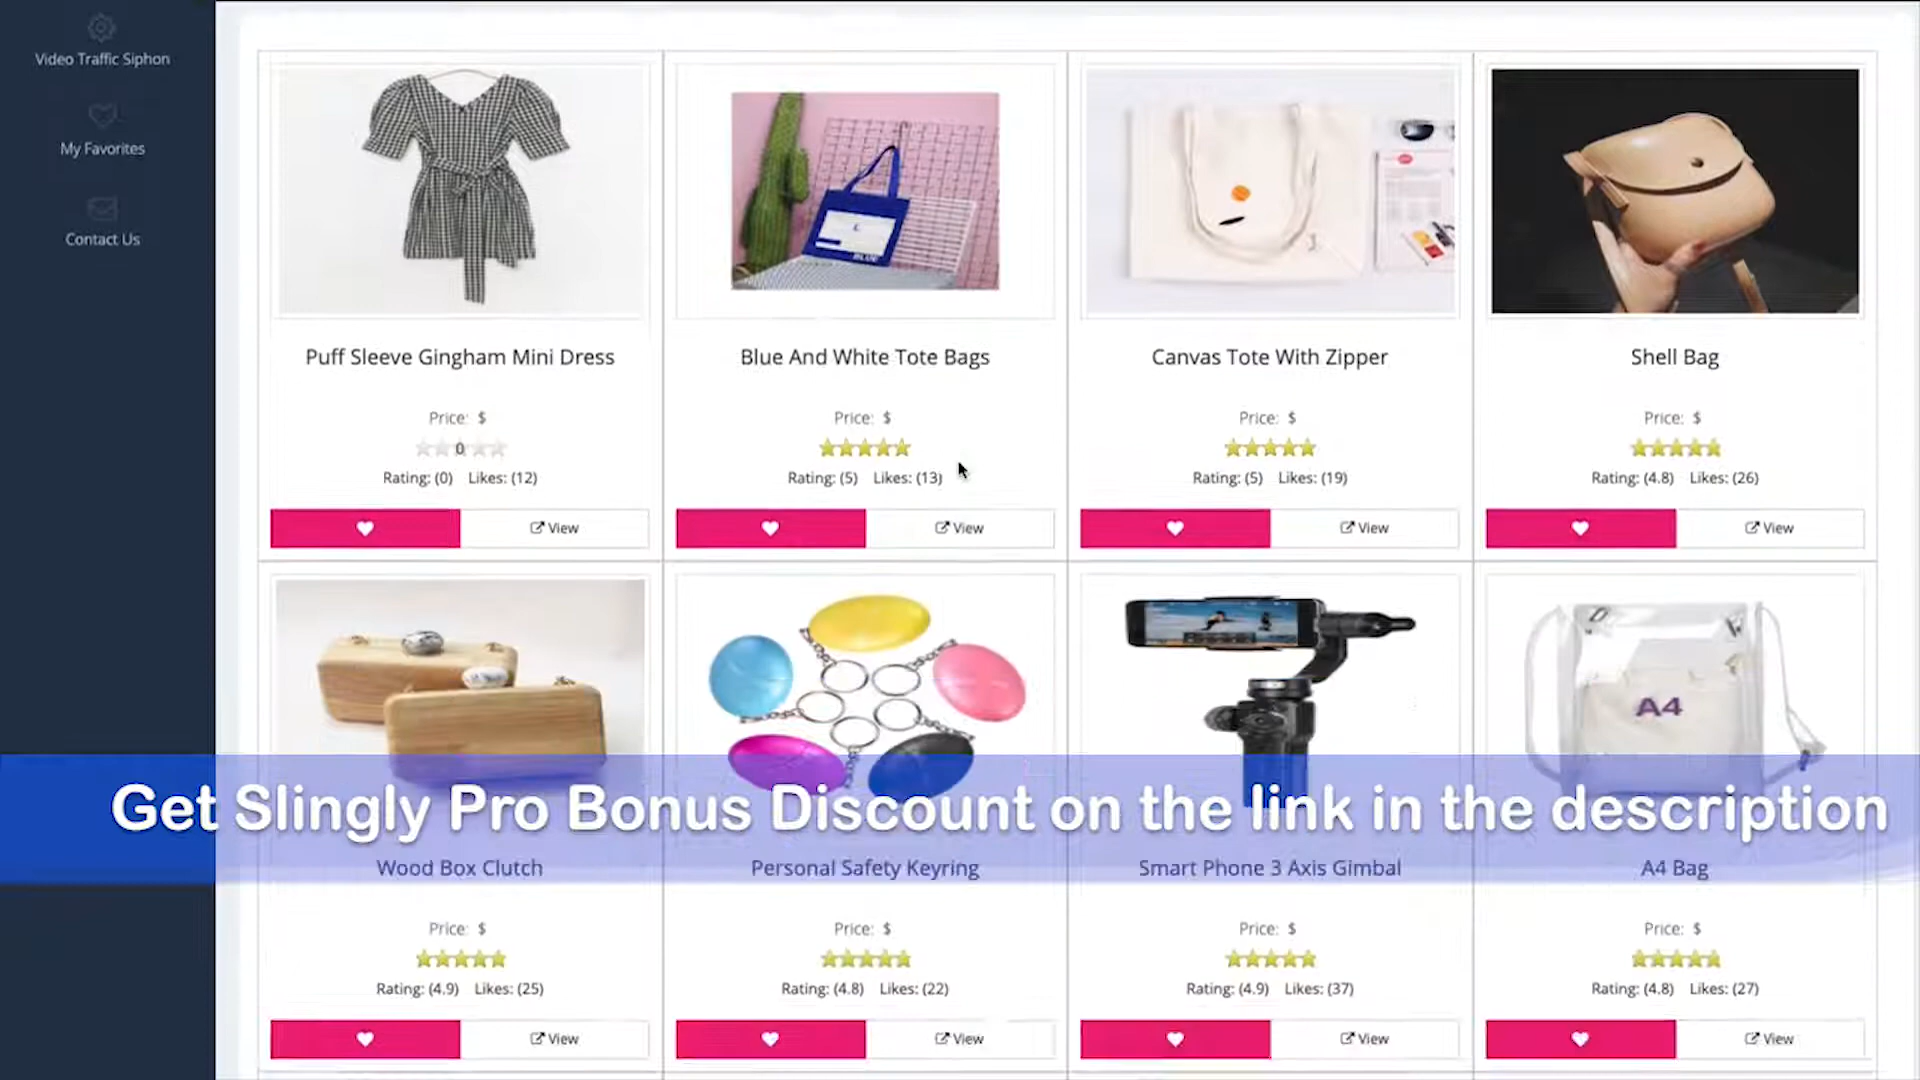 Video Traffic Siphon
My Favorites
Contact Us
Puff Sleeve Gingham Mini Dress
Price: $
0
Rating: (0) Likes: (12)
View
BLUE
Blue And White Tote Bags
Price: $
Rating: (5) Likes: (13)
View
Canvas Tote With Zipper
Price: $
Rating: (5) Likes: (19)
View
Shell Bag
Price: $
Rating: (4.8) Likes: (26)
View
A4
Get Slingly Pro Bonus Discount on the link in the description
Wood Box Clutch
Price: $
Rating: (4.9) Likes: (25)
View
Personal Safety Keyring
Price: $
Rating: (4.8) Likes: (22)
View
Smart Phone 3 Axis Gimbal
Price: $
Rating: (4.9) Likes: (37)
View
A4 Bag
Price: $
Rating: (4.8) Likes: (27)
View